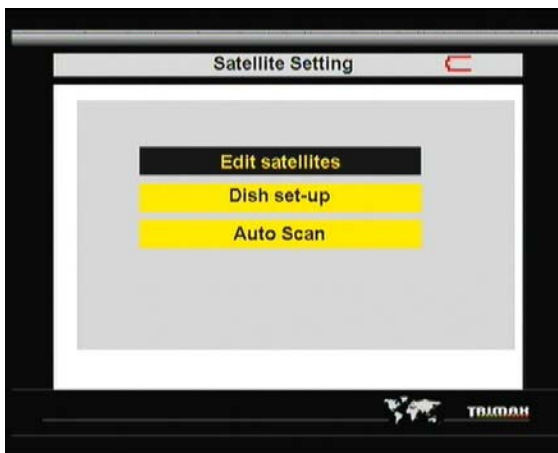 Satellite Setting
Edit satellites
Dish set-up
Auto Scan
TRIMAX